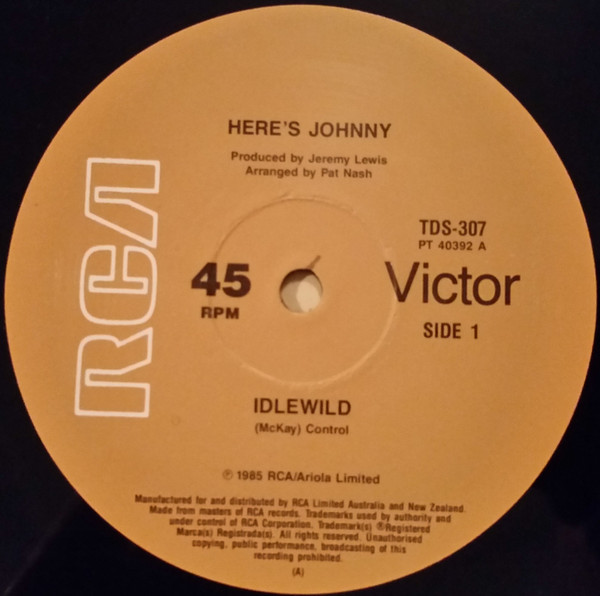 HERE'S JOHNNY
Produced by Jeremy Lewis
Arranged by Pat Nash
RCA
TDS-307
PT 40392 A
45
RPM
Victor
SIDE 1
IDLEWILD
(McKay) Control
℗ 1985 RCA/Ariola Limited
Manufactured for and distributed by RCA Limited Australia and New Zealand.
Made from masters of RCA records. Trademarks used by authority and
under control of RCA Corporation. Trademark(s) ®Registered
Marca(s) Registrada(s). All rights reserved. Unauthorised
copying, public performance, broadcasting of this
recording prohibited.
(A)